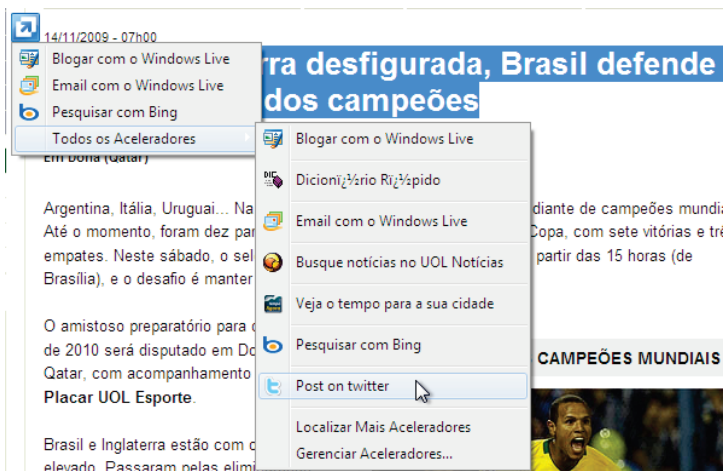 14/11/2009 - 07h00
rra desfigurada, Brasil defende
dos campeões
Blogar com o Windows Live
Email com o Windows Live
Pesquisar com Bing
Todos os Aceleradores
Em Doha (Qatar)
Blogar com o Windows Live
Dicionï¿½rio Rï¿½pido
Email com o Windows Live
Busque notícias no UOL Notícias
Veja o tempo para a sua cidade
Pesquisar com Bing
Post on twitter
Localizar Mais Aceleradores
Gerenciar Aceleradores...
Argentina, Itália, Uruguai... Na diante de campeões mundia
Até o momento, foram dez par Copa, com sete vitórias e trê
empates. Neste sábado, o sel partir das 15 horas (de
Brasília), e o desafio é manter
O amistoso preparatório para
de 2010 será disputado em Do
Qatar, com acompanhamento
Placar UOL Esporte.
CAMPEÕES MUNDIAIS
Brasil e Inglaterra estão com
elevado. Passaram pelas elimi